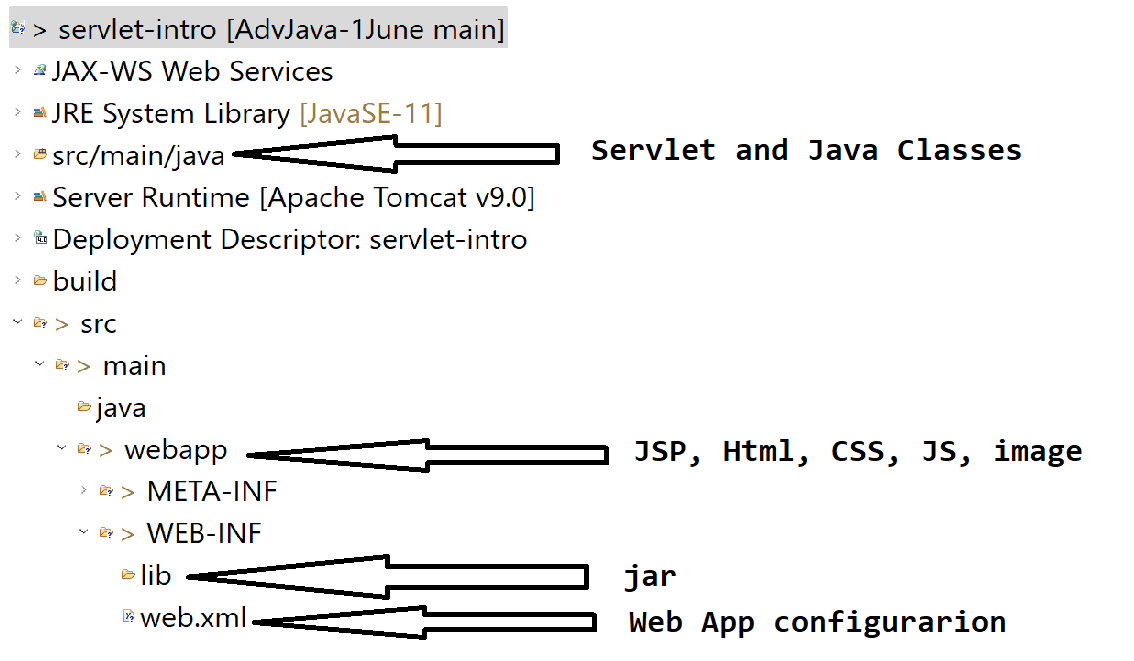 > servlet-intro [AdvJava-1June main]
JAX-WS Web Services
JRE System Library [JavaSE-11]
src/main/java Servlet and Java Classes
Server Runtime [Apache Tomcat v9.0]
Deployment Descriptor: servlet-intro
build
> src
> main
java
> webapp JSP, Html, CSS, JS, image
> META-INF
> WEB-INF
lib jar
web.xml Web App configurarion